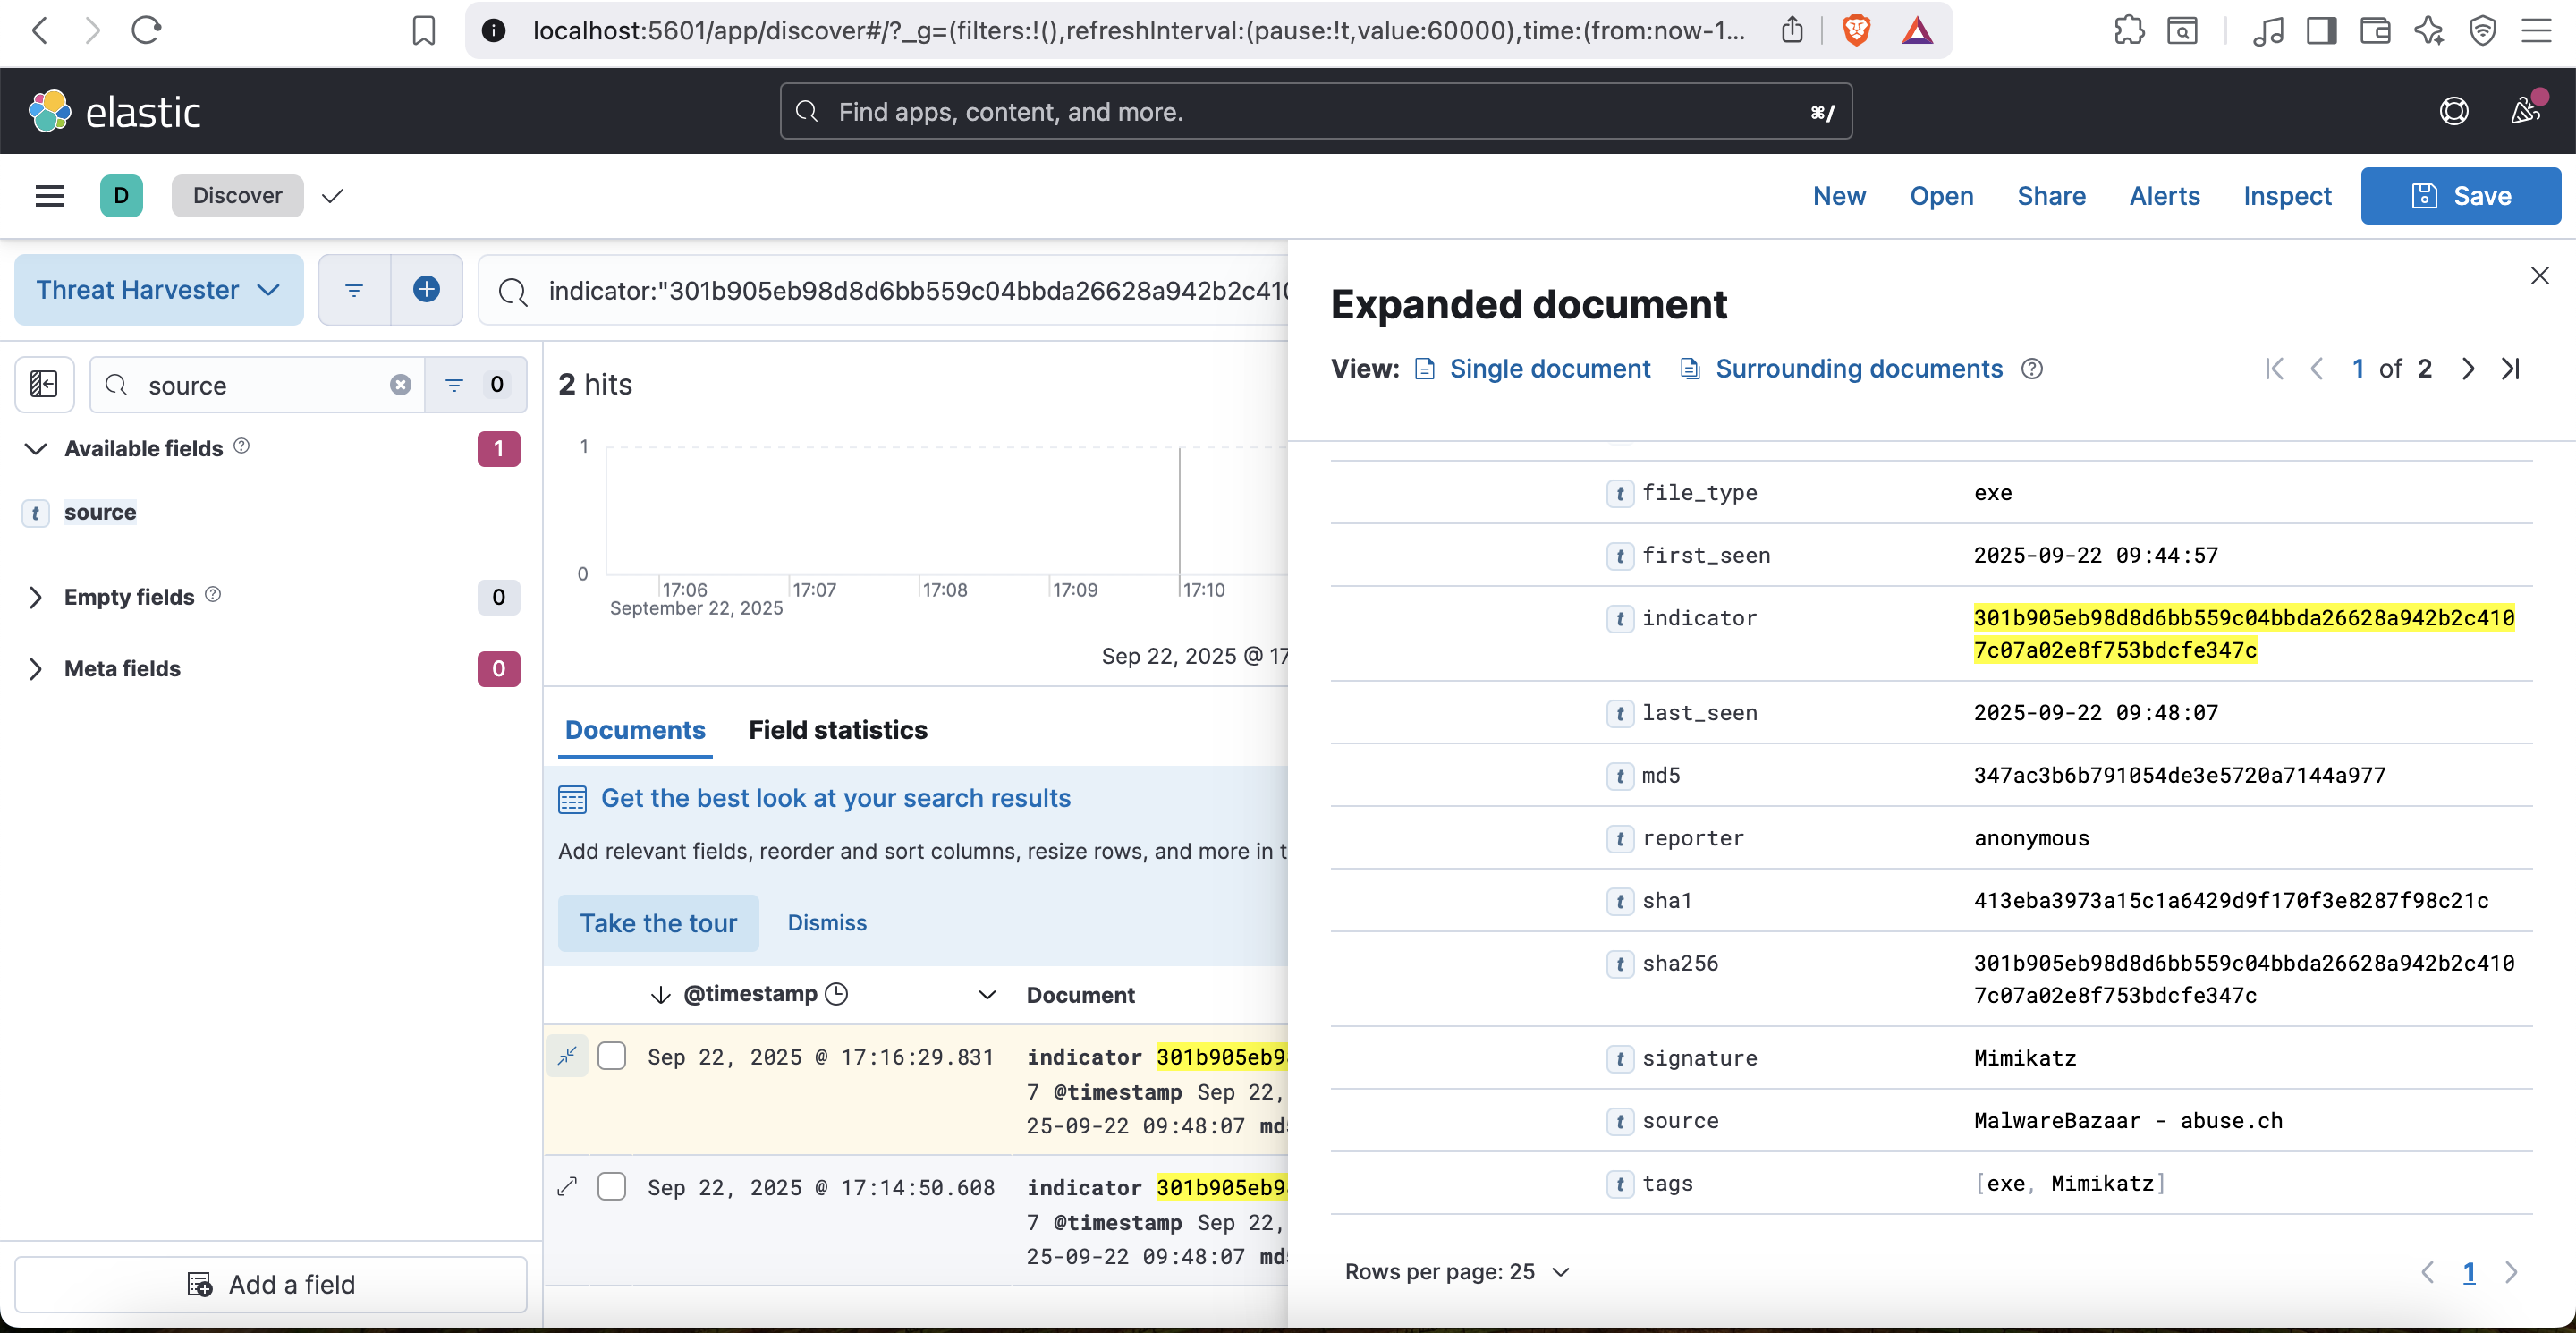 localhost:5601/app/discover#/?_g=(filters:!(),refreshInterval:(pause:!t,value:60000),time:(from:now-1...
elastic
Find apps, content, and more.
⌘/
D
Discover
New
Open
Share
Alerts
Inspect
Save
Threat Harvester
indicator:"301b905eb98d8d6bb559c04bbda26628a942b2c410
source
0
Available fields
1
t source
Empty fields
0
Meta fields
0
Add a field
2 hits
1
0
17:06
17:07
17:08
17:09
17:10
September 22, 2025
Sep 22, 2025 @ 17
Documents
Field statistics
Get the best look at your search results
Add relevant fields, reorder and sort columns, resize rows, and more in t
Take the tour
Dismiss
@timestamp
Document
Sep 22, 2025 @ 17:16:29.831
indicator 301b905eb9
7 @timestamp Sep 22,
25-09-22 09:48:07 md
Sep 22, 2025 @ 17:14:50.608
indicator 301b905eb9
7 @timestamp Sep 22,
25-09-22 09:48:07 md
Expanded document
View:
Single document
Surrounding documents
1 of 2
t file_type
exe
t first_seen
2025-09-22 09:44:57
t indicator
301b905eb98d8d6bb559c04bbda26628a942b2c410
7c07a02e8f753bdcfe347c
t last_seen
2025-09-22 09:48:07
t md5
347ac3b6b791054de3e5720a7144a977
t reporter
anonymous
t sha1
413eba3973a15c1a6429d9f170f3e8287f98c21c
t sha256
301b905eb98d8d6bb559c04bbda26628a942b2c410
7c07a02e8f753bdcfe347c
t signature
Mimikatz
t source
MalwareBazaar - abuse.ch
t tags
[exe, Mimikatz]
Rows per page: 25
1